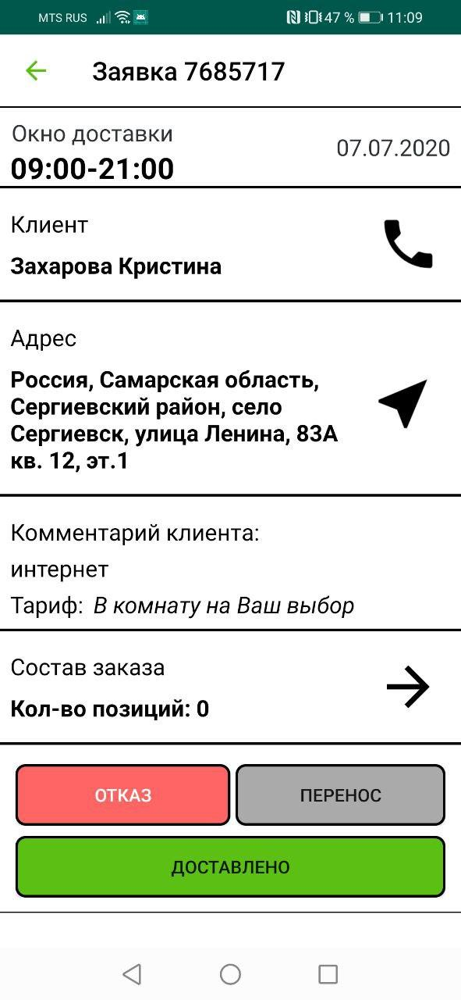 MTS RUS 47 % 11:09
Заявка 7685717
Окно доставки
07.07.2020
09:00-21:00
Клиент
Захарова Кристина
Адрес
Россия, Самарская область,
Сергиевский район, село
Сергиевск, улица Ленина, 83А
кв. 12, эт.1
Комментарий клиента:
интернет
Тариф: В комнату на Ваш выбор
Состав заказа
Кол-во позиций: 0
ОТКАЗ ПЕРЕНОС
ДОСТАВЛЕНО